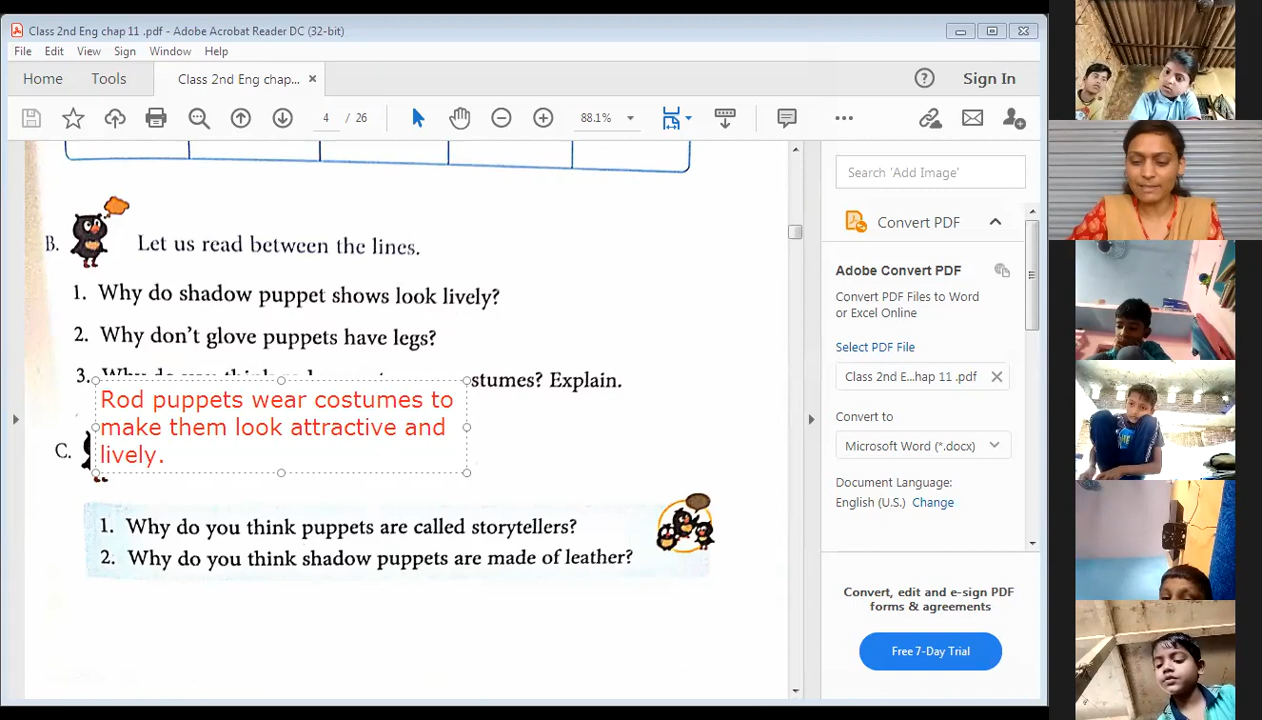 Class 2nd Eng chap 11 .pdf - Adobe Acrobat Reader DC (32-bit)
File Edit View Sign Window Help
Home Tools Class 2nd Eng chap... × Sign In
4 / 26 88.1%
B. Let us read between the lines.
1. Why do shadow puppet shows look lively?
2. Why don't glove puppets have legs?
3. Why do you think costumes? Explain.
Rod puppets wear costumes to
make them look attractive and
lively.
C.
1. Why do you think puppets are called storytellers?
2. Why do you think shadow puppets are made of leather?
Search 'Add Image'
Convert PDF
Adobe Convert PDF
Convert PDF Files to Word
or Excel Online
Select PDF File
Class 2nd E...hap 11 .pdf
Convert to
Microsoft Word (*.docx)
Document Language:
English (U.S.) Change
Convert, edit and e-sign PDF
forms & agreements
Free 7-Day Trial